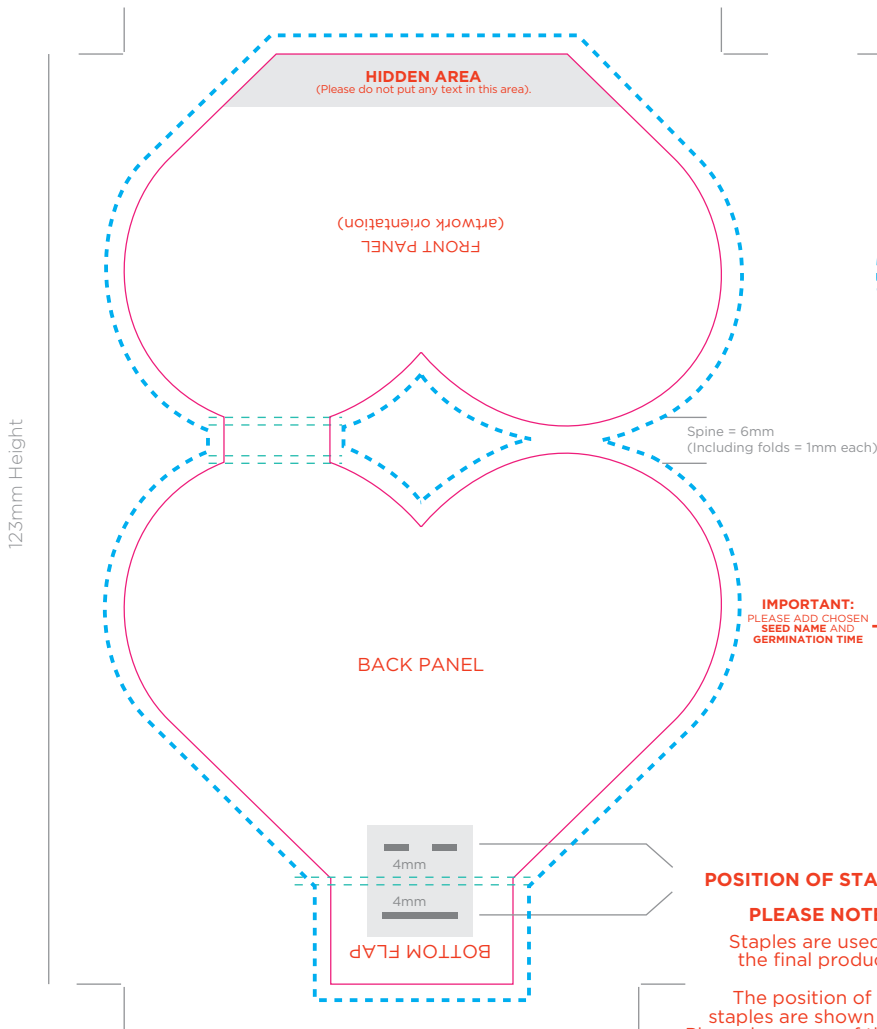 HIDDEN AREA
(Please do not put any text in this area).
FRONT PANEL
(artwork orientation)
123mm Height
Spine = 6mm
(Including folds = 1mm each)
IMPORTANT:
PLEASE ADD CHOSEN
SEED NAME AND
GERMINATION TIME
BACK PANEL
4mm
4mm
BOTTOM FLAP
POSITION OF STA
PLEASE NOT
Staples are used
the final produc
The position of
staples are shown